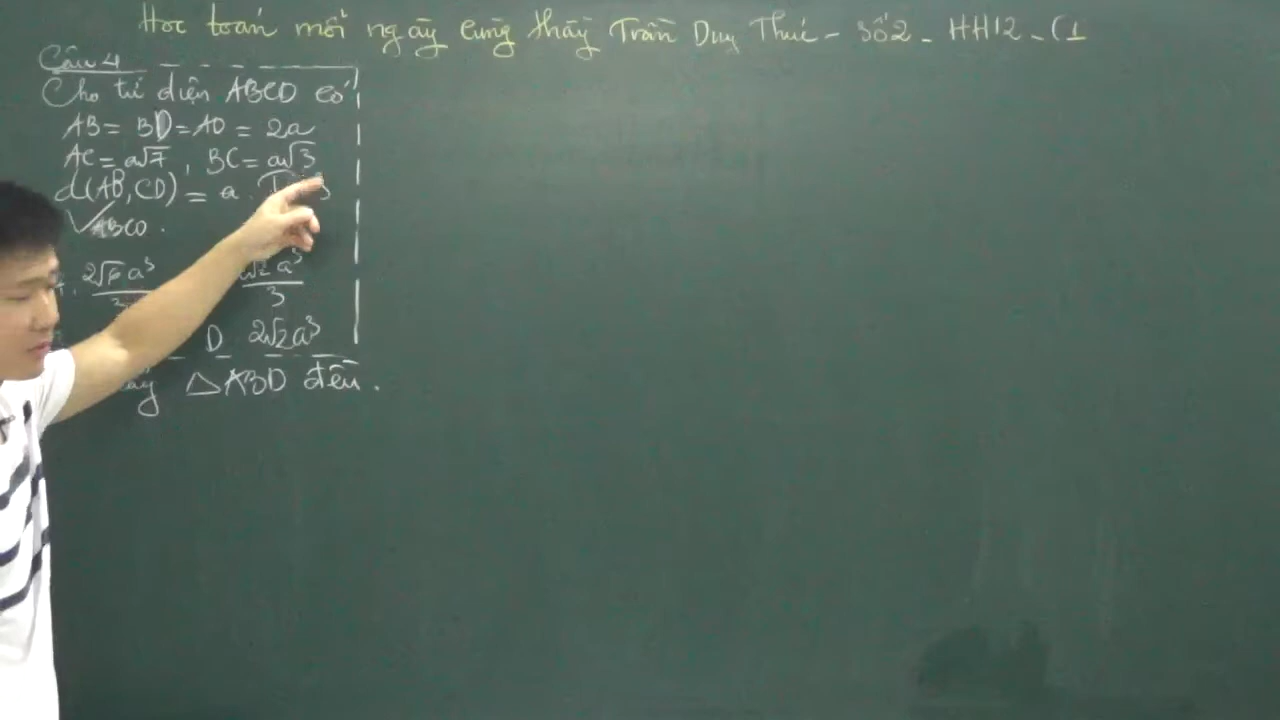 Học toán mỗi ngày cùng thầy Trần Duy Thúc - Số 2 - HH12 - C1
Câu 4
Cho tứ diện ABCD có
AB = BD = AD = 2a
AC = a√7, BC = a√3
d(AB, CD) = a.
V ABCD.
2√6 a³
√2 a³ / 3
D 2√2a³
ΔABD đều.